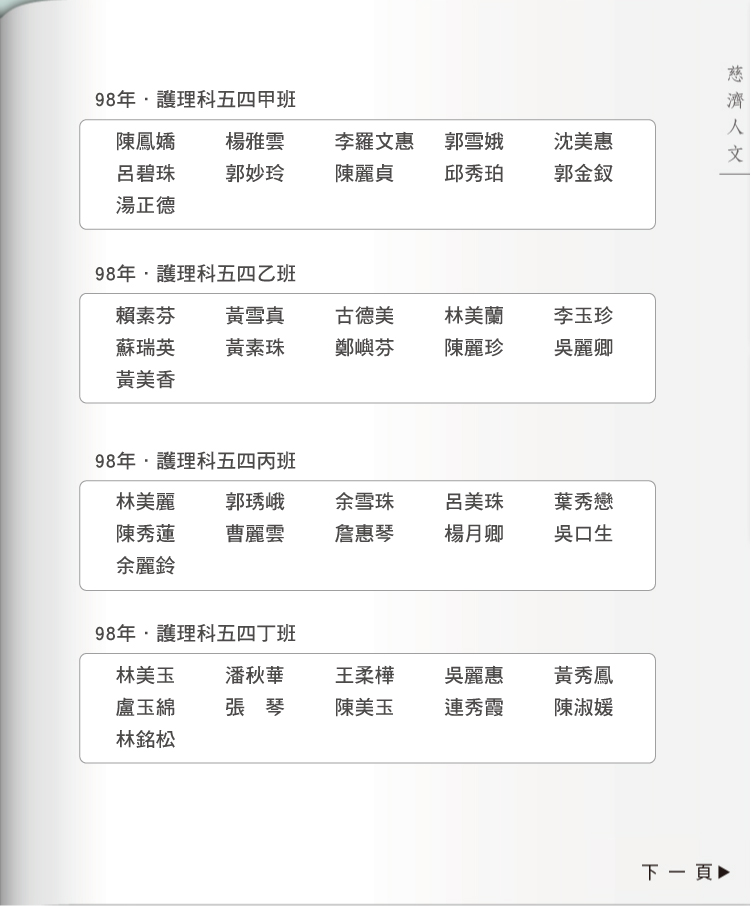 慈濟人文
98年．護理科五四甲班
陳鳳嬌 楊雅雲 李羅文惠 郭雪娥 沈美惠
呂碧珠 郭妙玲 陳麗貞 邱秀珀 郭金釵
湯正德
98年．護理科五四乙班
賴素芬 黃雪真 古德美 林美蘭 李玉珍
蘇瑞英 黃素珠 鄭嶼芬 陳麗珍 吳麗卿
黃美香
98年．護理科五四丙班
林美麗 郭琇峨 余雪珠 呂美珠 葉秀戀
陳秀蓮 曹麗雲 詹惠琴 楊月卿 吳口生
余麗鈴
98年．護理科五四丁班
林美玉 潘秋華 王柔樺 吳麗惠 黃秀鳳
盧玉綿 張　琴 陳美玉 連秀霞 陳淑媛
林銘松
下一頁▶